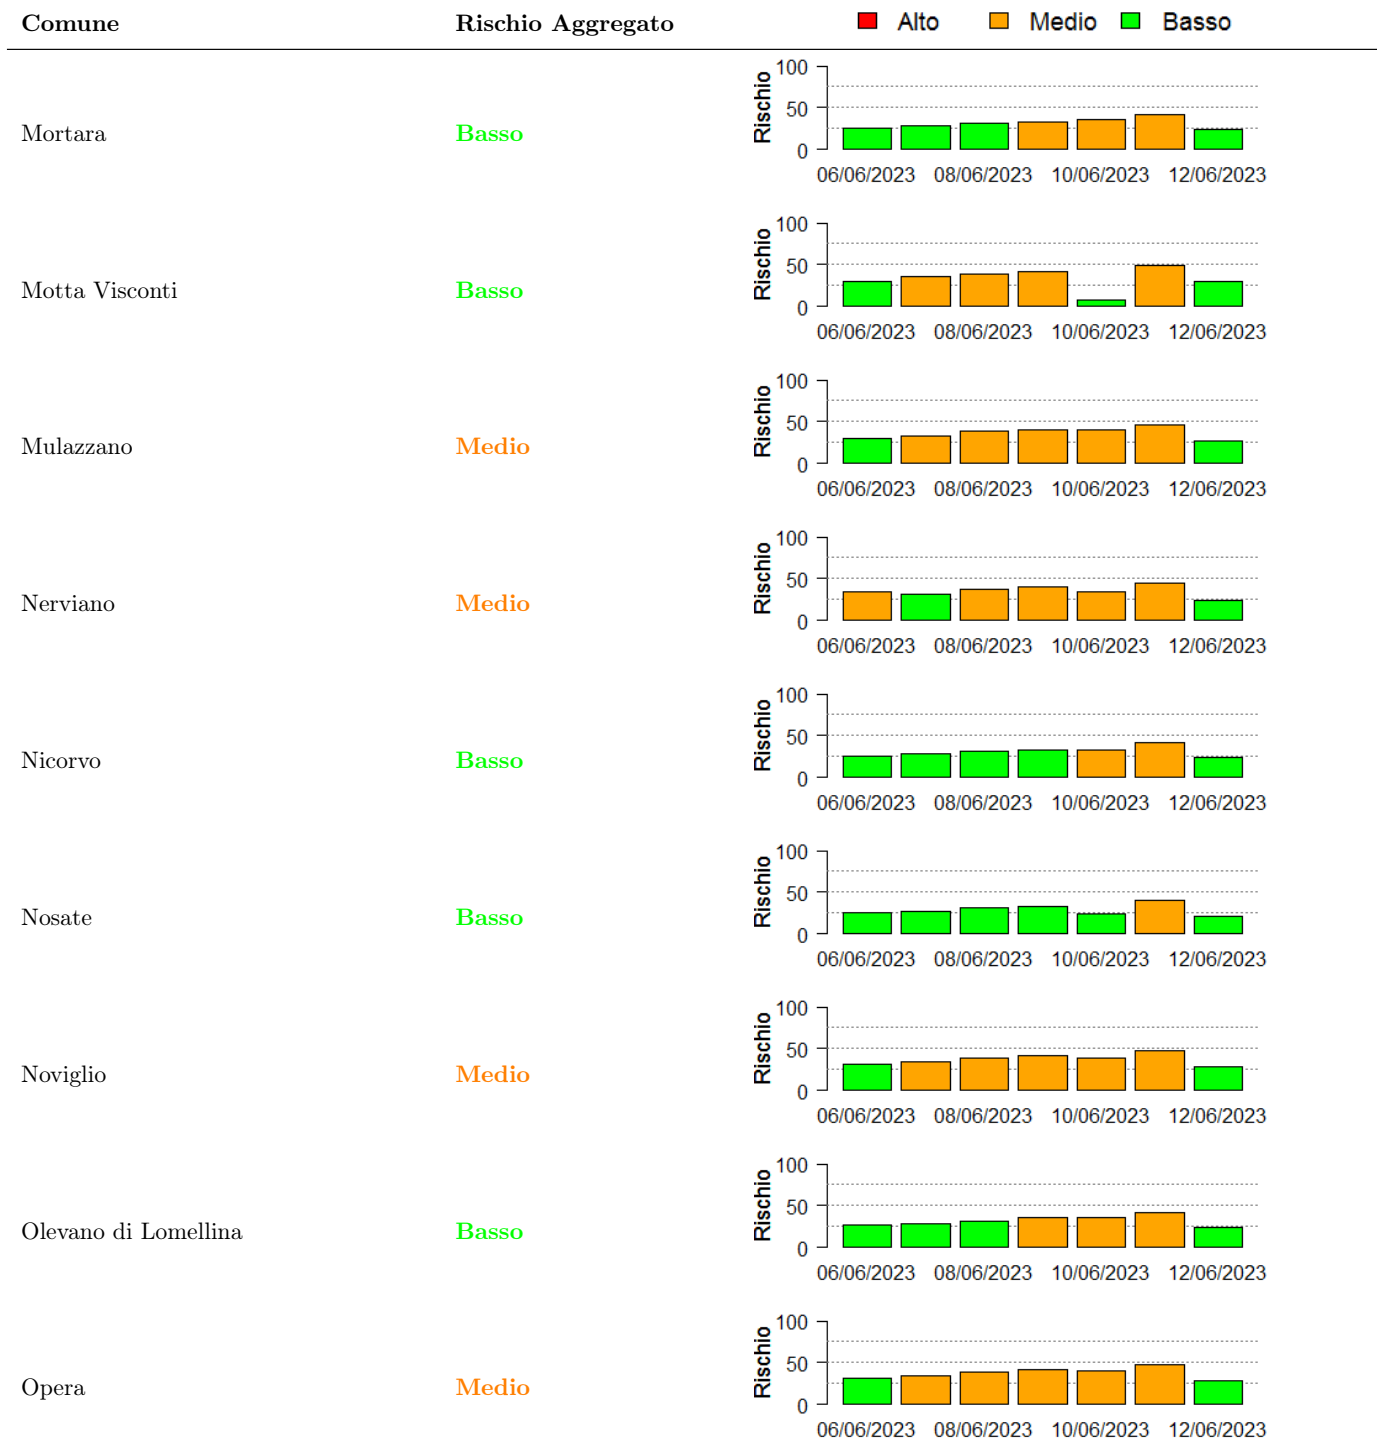 Comune Rischio Aggregato Alto Medio Basso
Mortara Basso Rischio 100 50 0
06/06/2023 08/06/2023 10/06/2023 12/06/2023
Motta Visconti Basso Rischio 100 50 0
06/06/2023 08/06/2023 10/06/2023 12/06/2023
Mulazzano Medio Rischio 100 50 0
06/06/2023 08/06/2023 10/06/2023 12/06/2023
Nerviano Medio Rischio 100 50 0
06/06/2023 08/06/2023 10/06/2023 12/06/2023
Nicorvo Basso Rischio 100 50 0
06/06/2023 08/06/2023 10/06/2023 12/06/2023
Nosate Basso Rischio 100 50 0
06/06/2023 08/06/2023 10/06/2023 12/06/2023
Noviglio Medio Rischio 100 50 0
06/06/2023 08/06/2023 10/06/2023 12/06/2023
Olevano di Lomellina Basso Rischio 100 50 0
06/06/2023 08/06/2023 10/06/2023 12/06/2023
Opera Medio Rischio 100 50 0
06/06/2023 08/06/2023 10/06/2023 12/06/2023